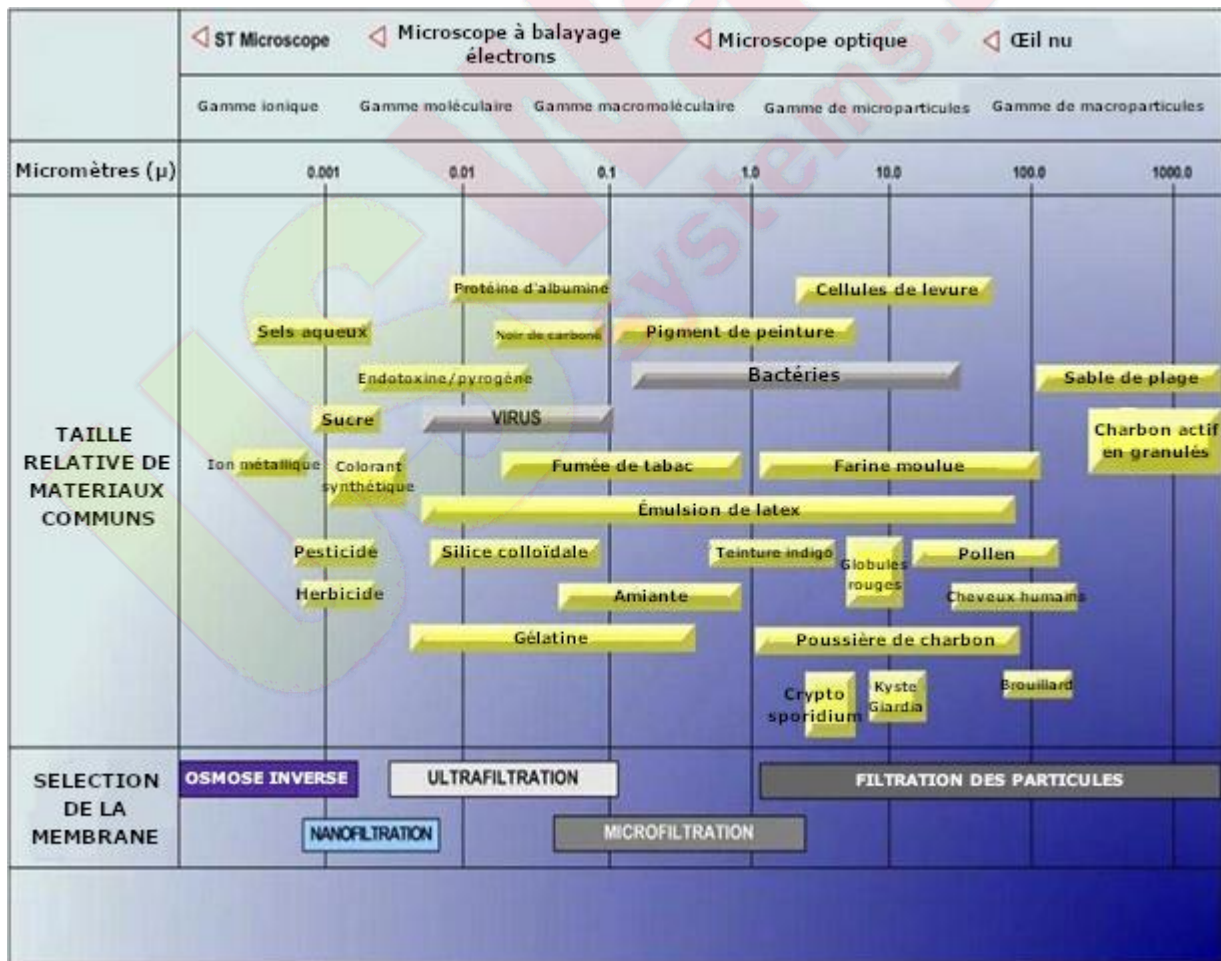 ST Microscope
Microscope à balayage
électrons
Microscope optique
Œil nu
Gamme ionique
Gamme moléculaire
Gamme macromoléculaire
Gamme de microparticules
Gamme de macroparticules
Micromètres (µ)
0.001
0.01
0.1
1.0
10.0
100.0
1000.0
TAILLE
RELATIVE DE
MATERIAUX
COMMUNS
Protéine d'albumine
Cellules de levure
Sels aqueux
Noir de carbone
Pigment de peinture
Endotoxine/pyrogène
Bactéries
Sable de plage
Sucre
VIRUS
Charbon actif
en granulés
Ion métallique
Colorant
synthétique
Fumée de tabac
Farine moulue
Émulsion de latex
Pesticide
Silice colloïdale
Teinture indigo
Globules
rouges
Pollen
Herbicide
Amiante
Cheveux humains
Gélatine
Poussière de charbon
Crypto
sporidium
Kyste
Giardia
Brouillard
SELECTION
DE LA
MEMBRANE
OSMOSE INVERSE
ULTRAFILTRATION
FILTRATION DES PARTICULES
NANOFILTRATION
MICROFILTRATION
systems.